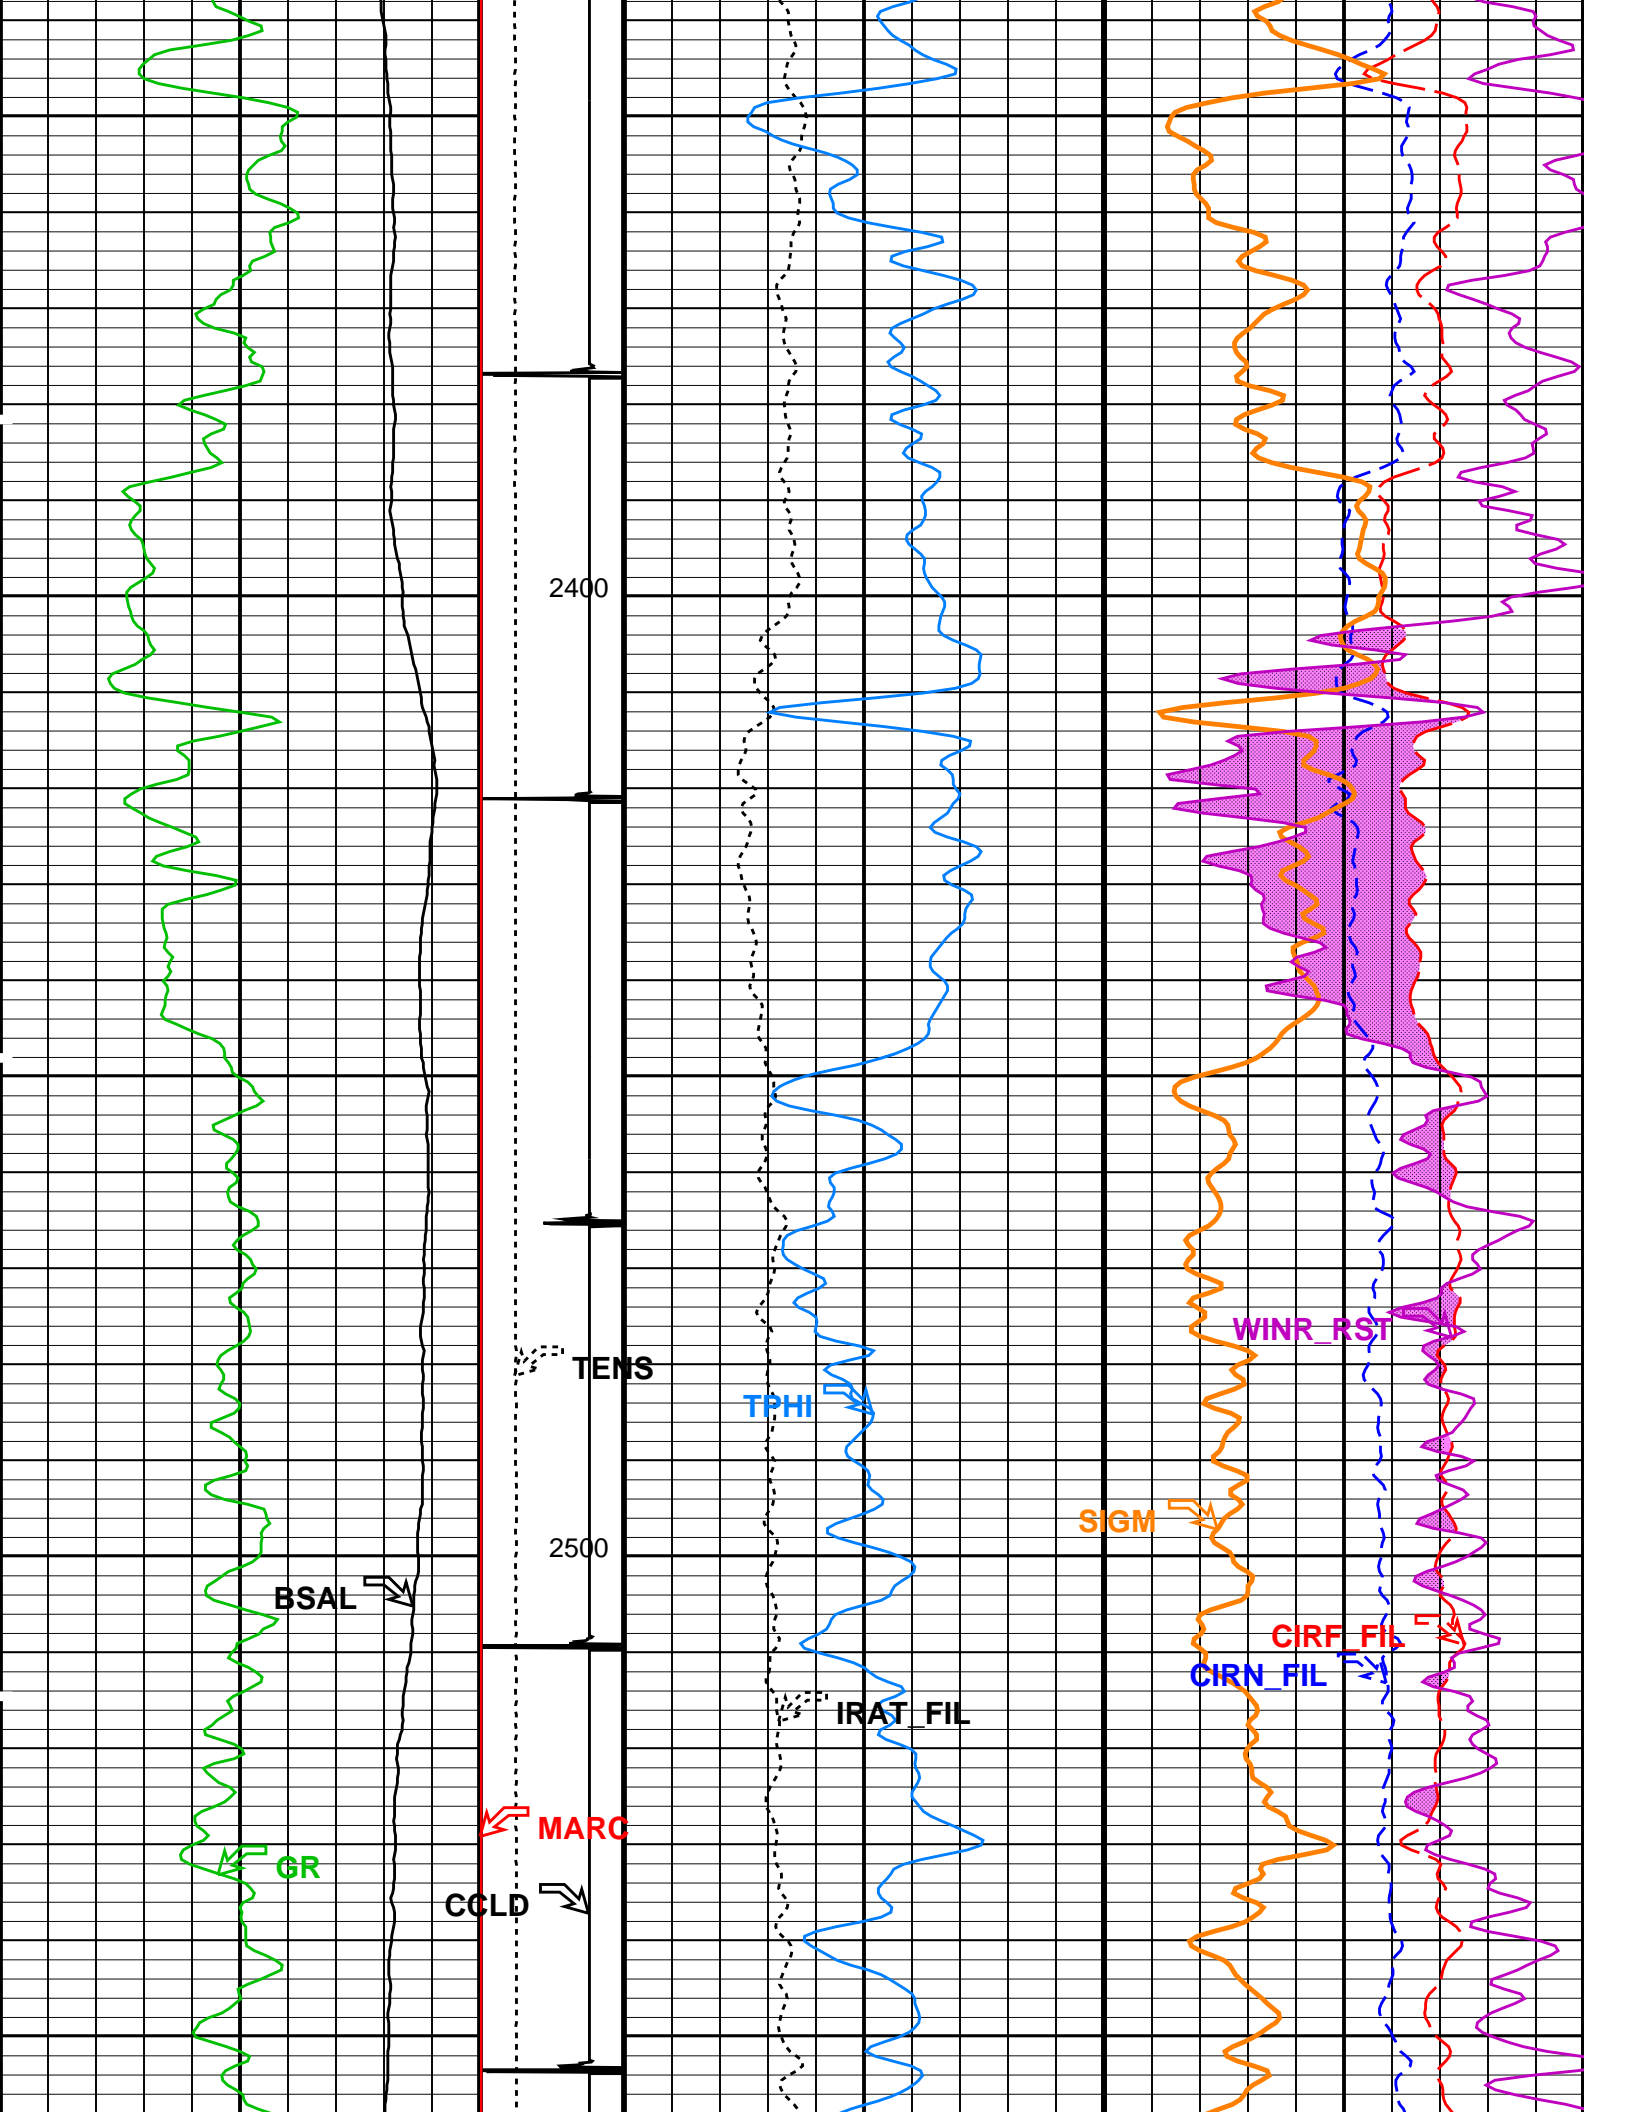 2400
WINR_RST
TENS
TPHI
SIGM
2500
BSAL
CIRF_FIL
CIRN_FIL
IRAT_FIL
MARC
GR
CCLD